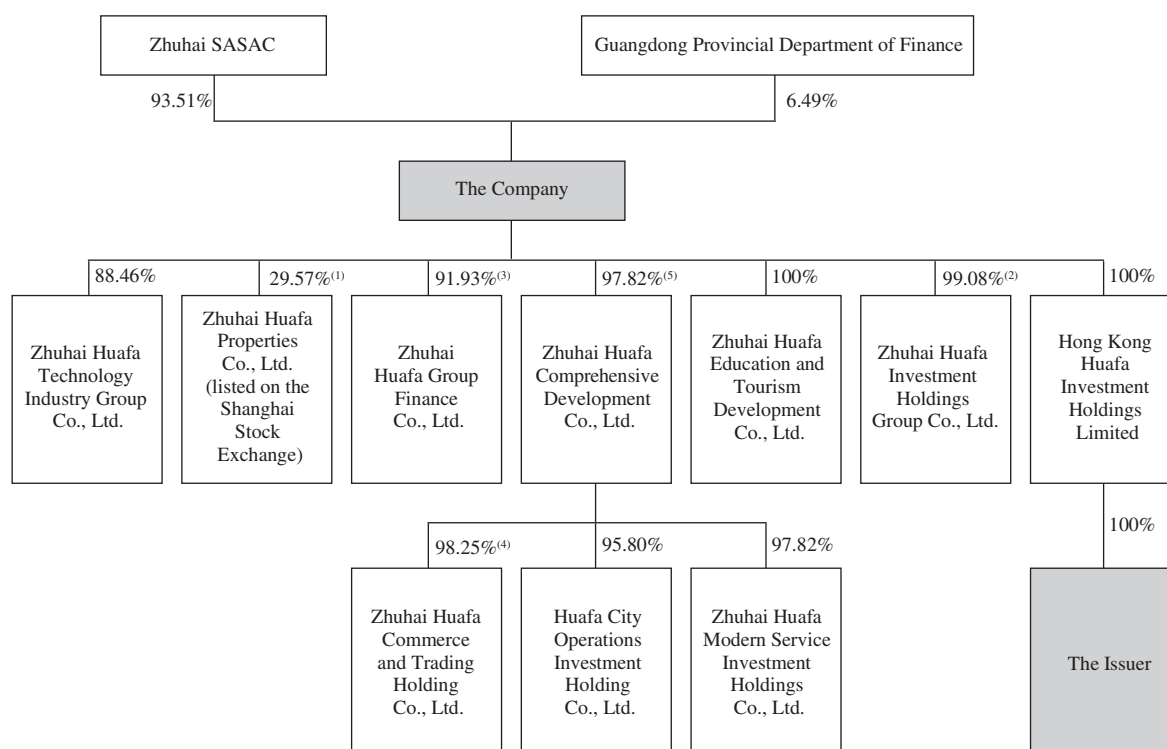 Zhuhai SASAC
Guangdong Provincial Department of Finance
93.51%
6.49%
The Company
88.46%
29.57%(1)
91.93%(3)
97.82%(5)
100%
99.08%(2)
100%
Zhuhai Huafa
Technology
Industry Group
Co., Ltd.
Zhuhai Huafa
Properties
Co., Ltd.
(listed on the
Shanghai
Stock
Exchange)
Zhuhai
Huafa Group
Finance
Co., Ltd.
Zhuhai Huafa
Comprehensive
Development
Co., Ltd.
Zhuhai Huafa
Education and
Tourism
Development
Co., Ltd.
Zhuhai Huafa
Investment
Holdings
Group Co., Ltd.
Hong Kong
Huafa
Investment
Holdings
Limited
98.25%(4)
95.80%
97.82%
100%
Zhuhai Huafa
Commerce
and Trading
Holding
Co., Ltd.
Huafa City
Operations
Investment
Holding
Co., Ltd.
Zhuhai Huafa
Modern Service
Investment
Holdings
Co., Ltd.
The Issuer